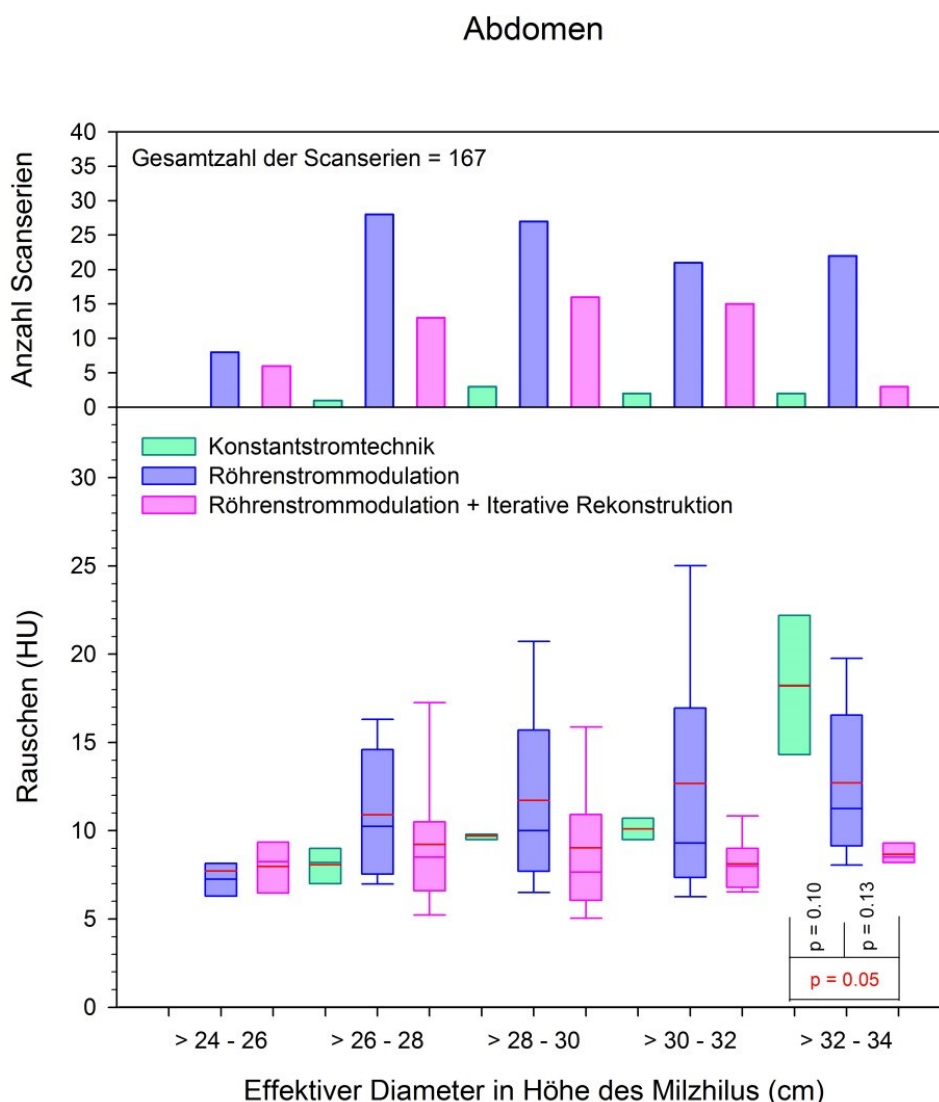 Abdomen
Anzahl Scanserien
40
35
30
25
20
15
10
5
0
Gesamtzahl der Scanserien = 167
Konstantstromtechnik
Röhrenstrommodulation
Röhrenstrommodulation + Iterative Rekonstruktion
Rauschen (HU)
30
25
20
15
10
5
0
p = 0.10
p = 0.13
p = 0.05
> 24 - 26
> 26 - 28
> 28 - 30
> 30 - 32
> 32 - 34
Effektiver Diameter in Höhe des Milzhilus (cm)